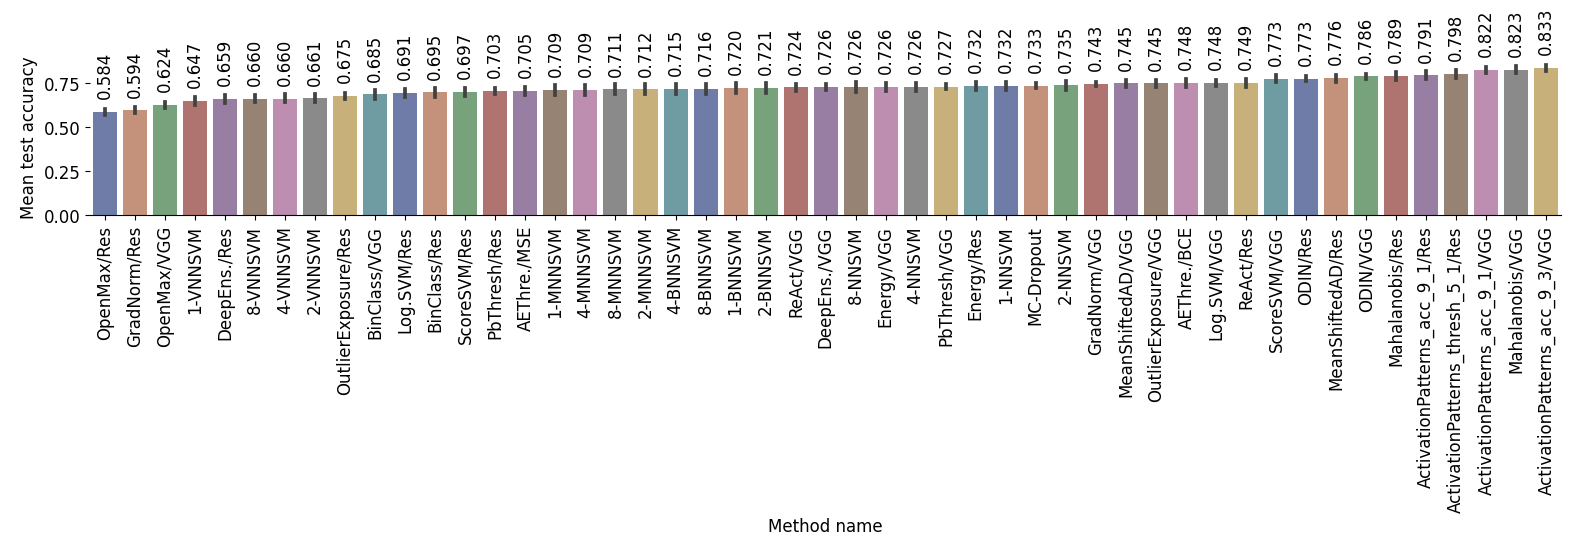 0.584
0.594
0.624
0.647
0.659
0.660
0.660
0.661
0.675
0.685
0.691
0.695
0.697
0.703
0.705
0.709
0.709
0.711
0.712
0.715
0.716
0.720
0.721
0.724
0.726
0.726
0.726
0.726
0.727
0.732
0.732
0.733
0.735
0.743
0.745
0.745
0.748
0.748
0.749
0.773
0.773
0.776
0.786
0.789
0.791
0.798
0.822
0.823
0.833
Mean test accuracy
0.75
0.50
0.25
0.00
OpenMax/Res
GradNorm/Res
OpenMax/VGG
1-VNNSVM
DeepEns./Res
8-VNNSVM
4-VNNSVM
2-VNNSVM
OutlierExposure/Res
BinClass/VGG
Log.SVM/Res
BinClass/Res
ScoreSVM/Res
PbThresh/Res
AEThre./MSE
1-MNNSVM
4-MNNSVM
8-MNNSVM
2-MNNSVM
4-BNNSVM
8-BNNSVM
1-BNNSVM
2-BNNSVM
ReAct/VGG
DeepEns./VGG
8-NNSVM
Energy/VGG
4-NNSVM
PbThresh/VGG
Energy/Res
1-NNSVM
MC-Dropout
2-NNSVM
GradNorm/VGG
MeanShiftedAD/VGG
OutlierExposure/VGG
AEThre./BCE
Log.SVM/VGG
ReAct/Res
ScoreSVM/VGG
ODIN/Res
MeanShiftedAD/Res
ODIN/VGG
Mahalanobis/Res
ActivationPatterns_acc_9_1/Res
ActivationPatterns_thresh_5_1/Res
ActivationPatterns_acc_9_1/VGG
Mahalanobis/VGG
ActivationPatterns_acc_9_3/VGG
Method name